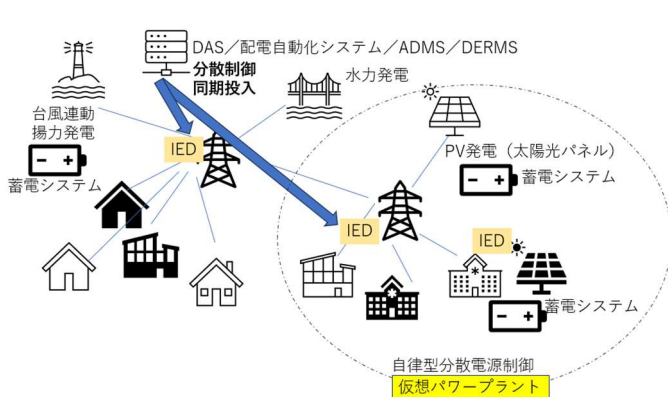 DAS／配電自動化システム／ADMS／DERMS
分散制御
同期投入
水力発電
台風連動
揚力発電
IED
蓄電システム
PV発電（太陽光パネル）
蓄電システム
IED
IED
蓄電システム
自律型分散電源制御
仮想パワープラント